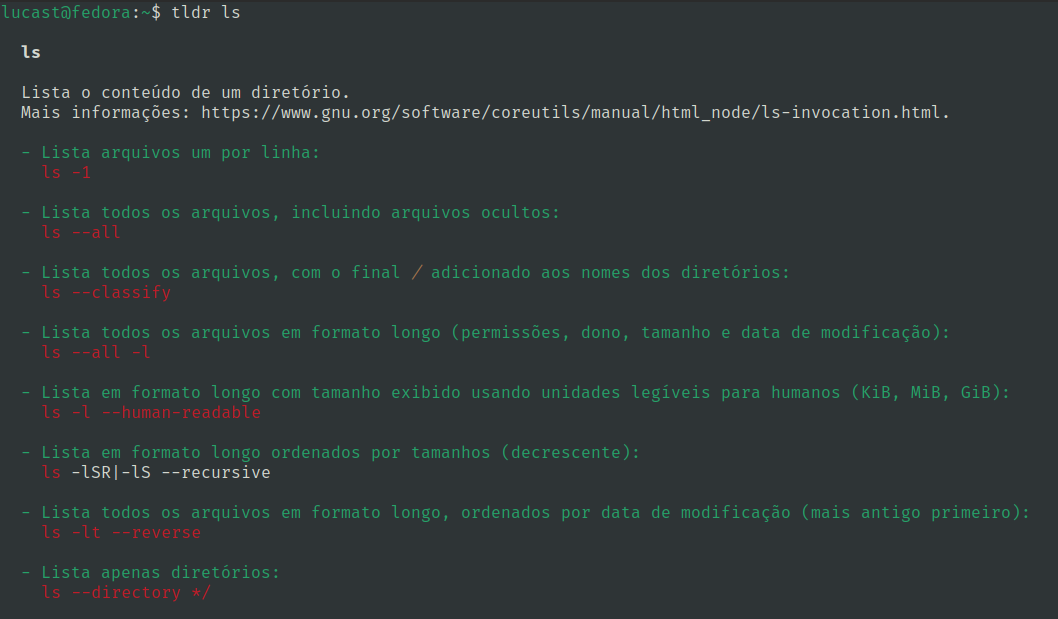 lucast@fedora:~$ tldr ls
ls
Lista o conteúdo de um diretório.
Mais informações: https://www.gnu.org/software/coreutils/manual/html_node/ls-invocation.html.
- Lista arquivos um por linha:
ls -1
- Lista todos os arquivos, incluindo arquivos ocultos:
ls --all
- Lista todos os arquivos, com o final / adicionado aos nomes dos diretórios:
ls --classify
- Lista todos os arquivos em formato longo (permissões, dono, tamanho e data de modificação):
ls --all -l
- Lista em formato longo com tamanho exibido usando unidades legíveis para humanos (KiB, MiB, GiB):
ls -l --human-readable
- Lista em formato longo ordenados por tamanhos (decrescente):
ls -lSR|-lS --recursive
- Lista todos os arquivos em formato longo, ordenados por data de modificação (mais antigo primeiro):
ls -lt --reverse
- Lista apenas diretórios:
ls --directory */